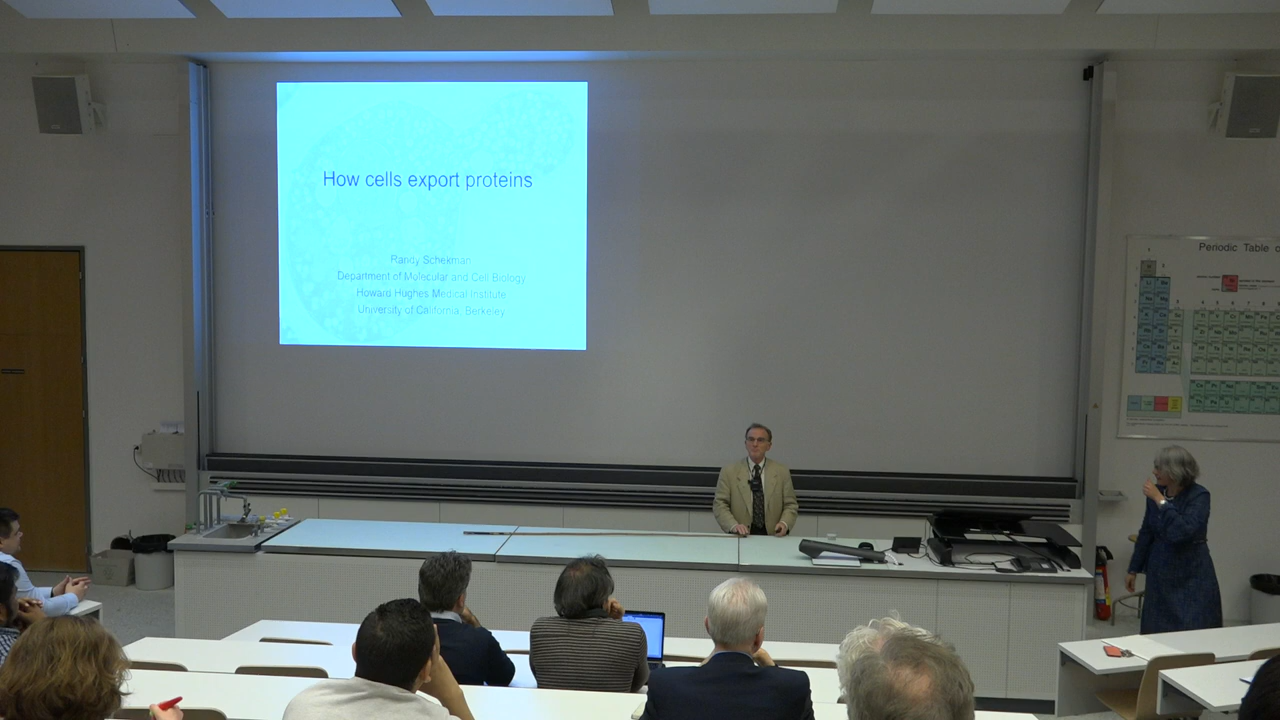 How cells export proteins
Randy Schekman
Department of Molecular and Cell Biology
Howard Hughes Medical Institute
University of California, Berkeley
Periodic Table